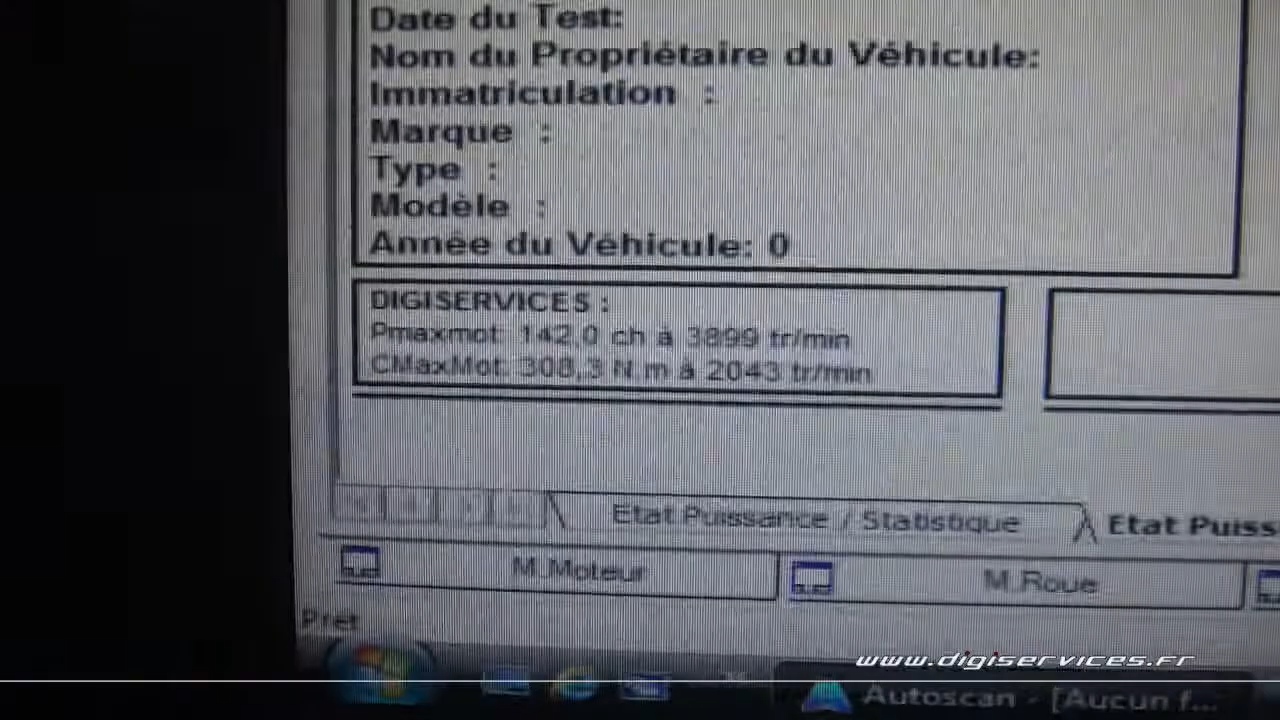 Date du Test:
Nom du Propriétaire du Véhicule:
Immatriculation :
Marque :
Type :
Modèle :
Année du Véhicule: 0
DIGISERVICES :
Pmaxmot: 142,0 ch à 3899 tr/min
CMaxMot: 308,3 N.m à 2043 tr/min
Etat Puissance / Statistique
Etat Puiss
M.Moteur
M.Roue
Prêt
www.digiservices.fr
Autoscan - [Aucun f...